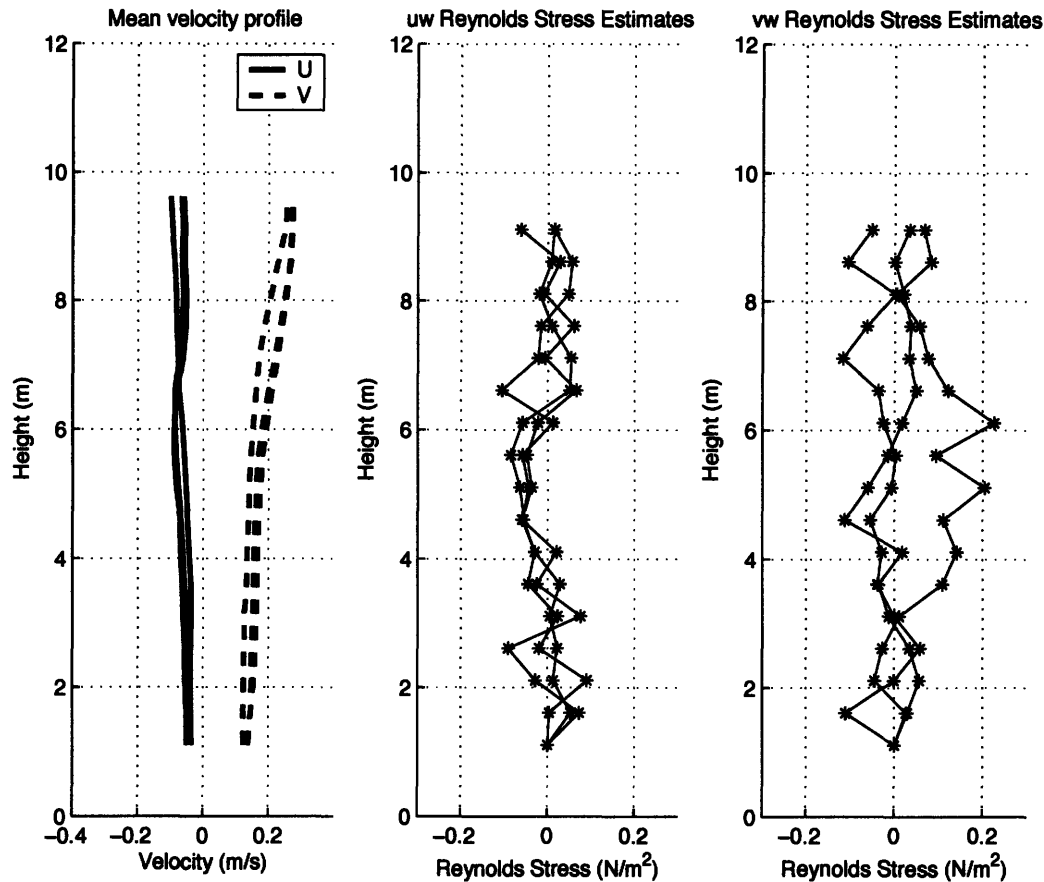 Mean velocity profile
12
10
8
6
4
2
0
Height (m)
U
V
−0.4
−0.2
0
0.2
Velocity (m/s)
uw Reynolds Stress Estimates
12
10
8
6
4
2
0
Height (m)
−0.2
0
0.2
Reynolds Stress (N/m²)
vw Reynolds Stress Estimates
12
10
8
6
4
2
0
Height (m)
−0.2
0
0.2
Reynolds Stress (N/m²)